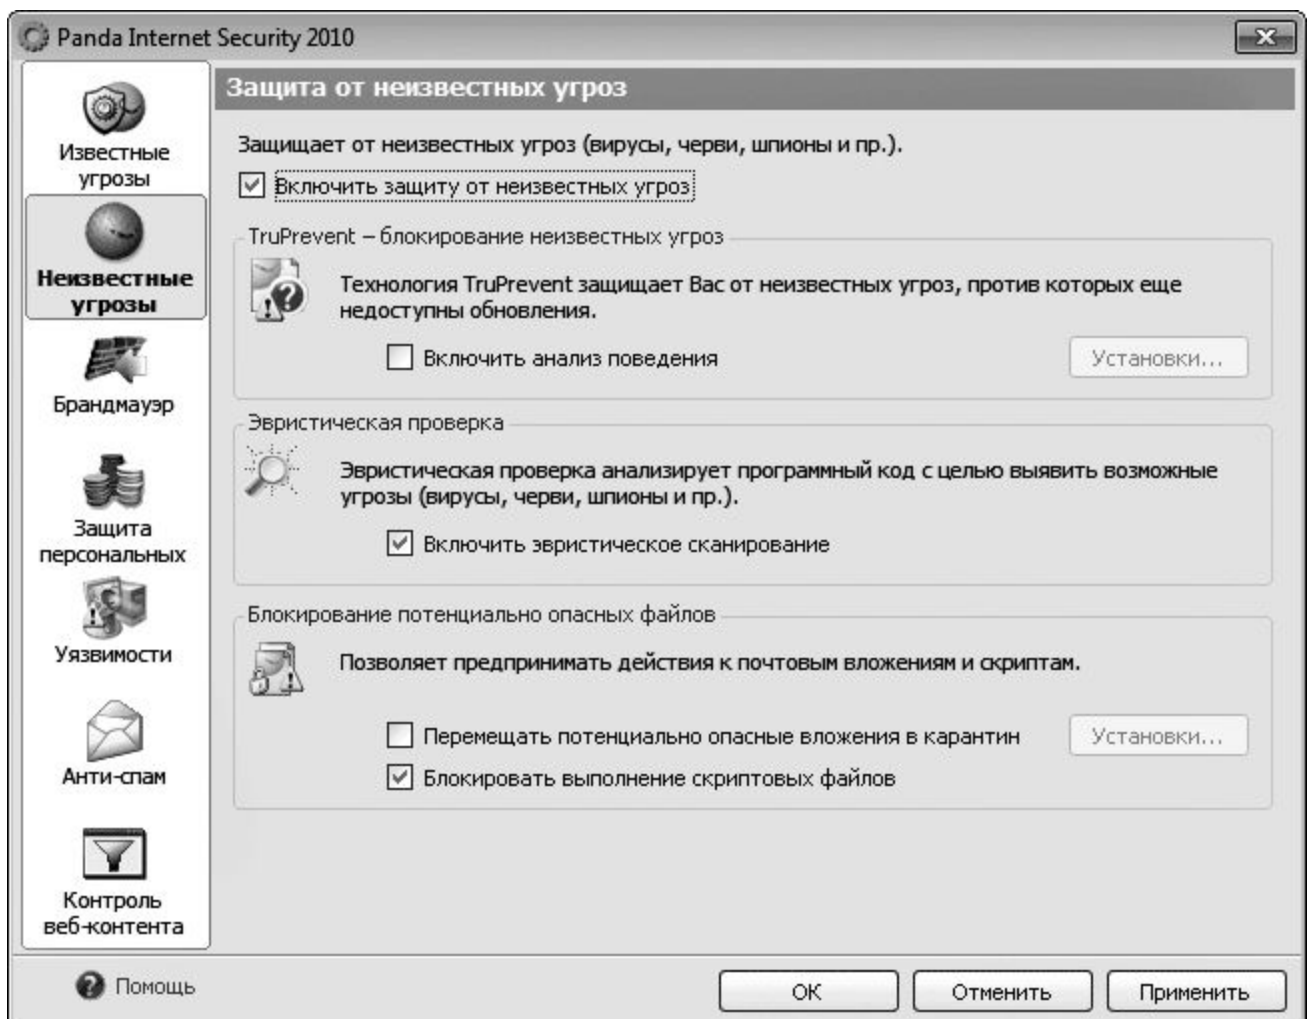 Panda Internet Security 2010
Известные
угрозы
Неизвестные
угрозы
Брандмауэр
Защита
персональных
Уязвимости
Анти-спам
Контроль
веб-контента
Защита от неизвестных угроз
Защищает от неизвестных угроз (вирусы, черви, шпионы и пр.).
Включить защиту от неизвестных угроз
TruPrevent – блокирование неизвестных угроз
Технология TruPrevent защищает Вас от неизвестных угроз, против которых еще
недоступны обновления.
Включить анализ поведения
Установки...
Эвристическая проверка
Эвристическая проверка анализирует программный код с целью выявить возможные
угрозы (вирусы, черви, шпионы и пр.).
Включить эвристическое сканирование
Блокирование потенциально опасных файлов
Позволяет предпринимать действия к почтовым вложениям и скриптам.
Перемещать потенциально опасные вложения в карантин
Установки...
Блокировать выполнение скриптовых файлов
Помощь
ОК
Отменить
Применить